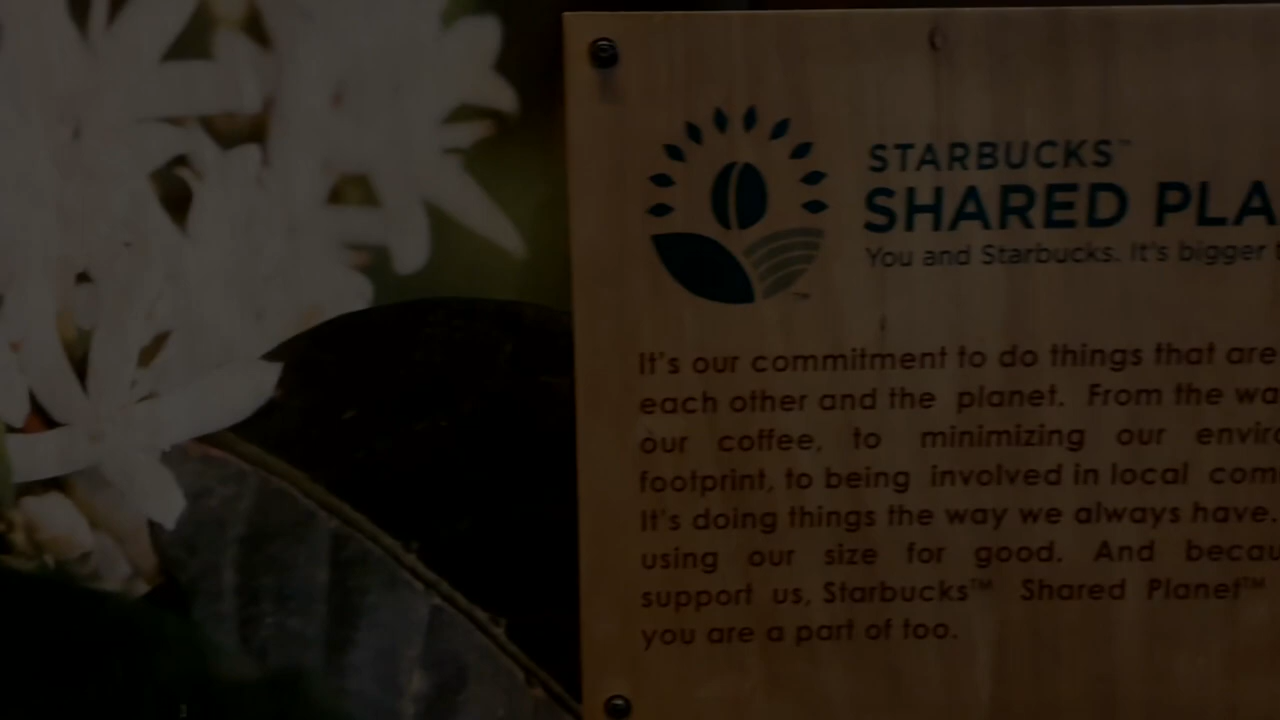 STARBUCKS™
SHARED PLA
You and Starbucks. It's bigger
It's our commitment to do things that are
each other and the planet. From the wa
our coffee, to minimizing our enviro
footprint, to being involved in local com
It's doing things the way we always have.
using our size for good. And becau
support us, Starbucks™ Shared Planet™
you are a part of too.